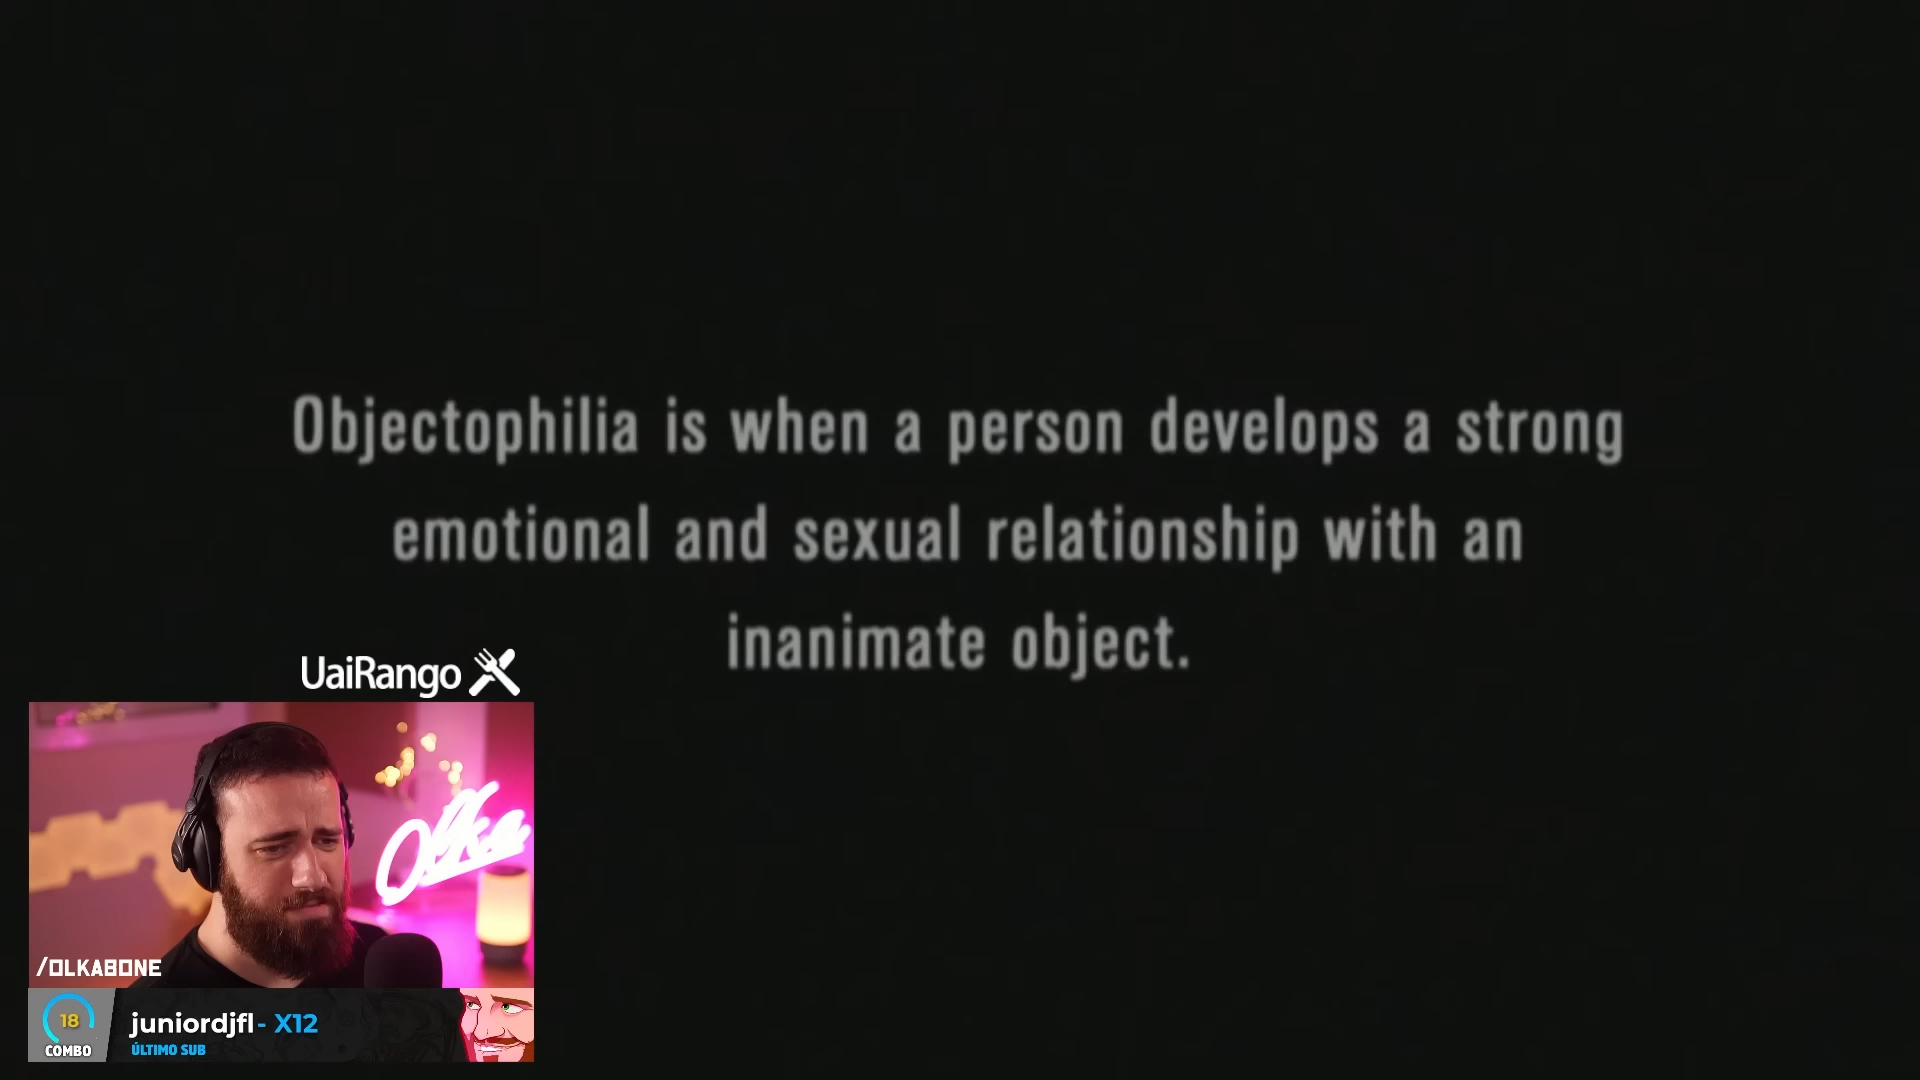 Objectophilia is when a person develops a strong
emotional and sexual relationship with an
inanimate object.
UaiRango
Olka
/OLKABONE
18
COMBO
juniordjfl - X12
ÚLTIMO SUB